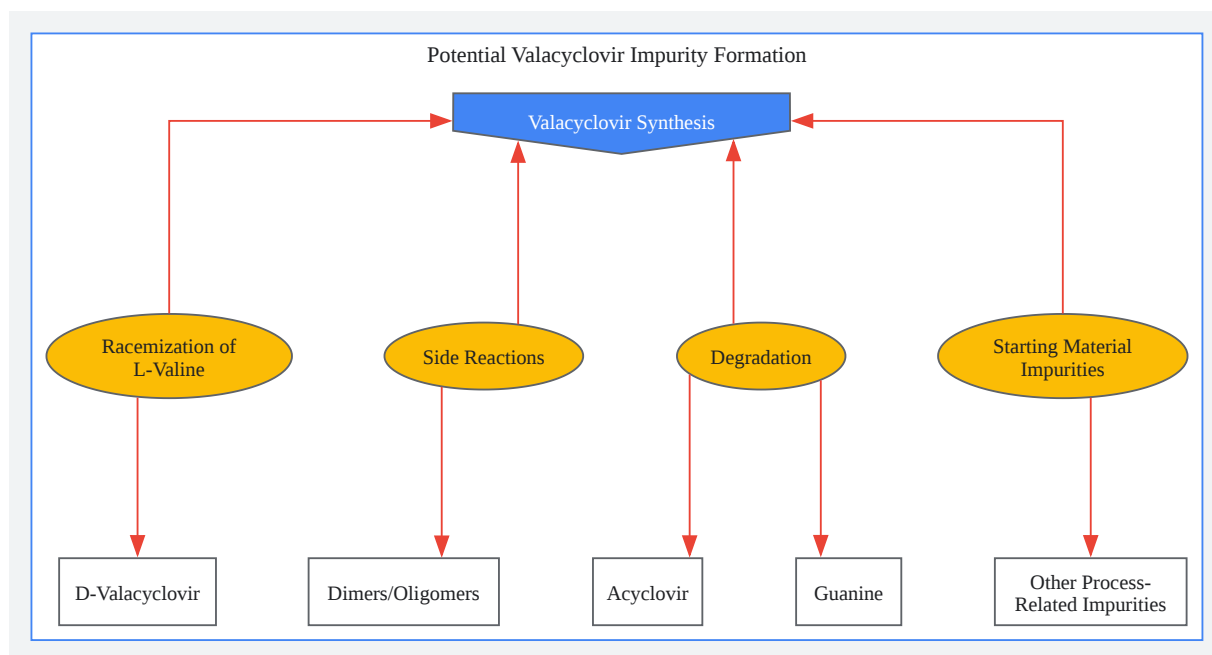 Potential Valacyclovir Impurity Formation
Valacyclovir Synthesis
Racemization of
L-Valine
Side Reactions
Degradation
Starting Material
Impurities
D-Valacyclovir
Dimers/Oligomers
Acyclovir
Guanine
Other Process-
Related Impurities